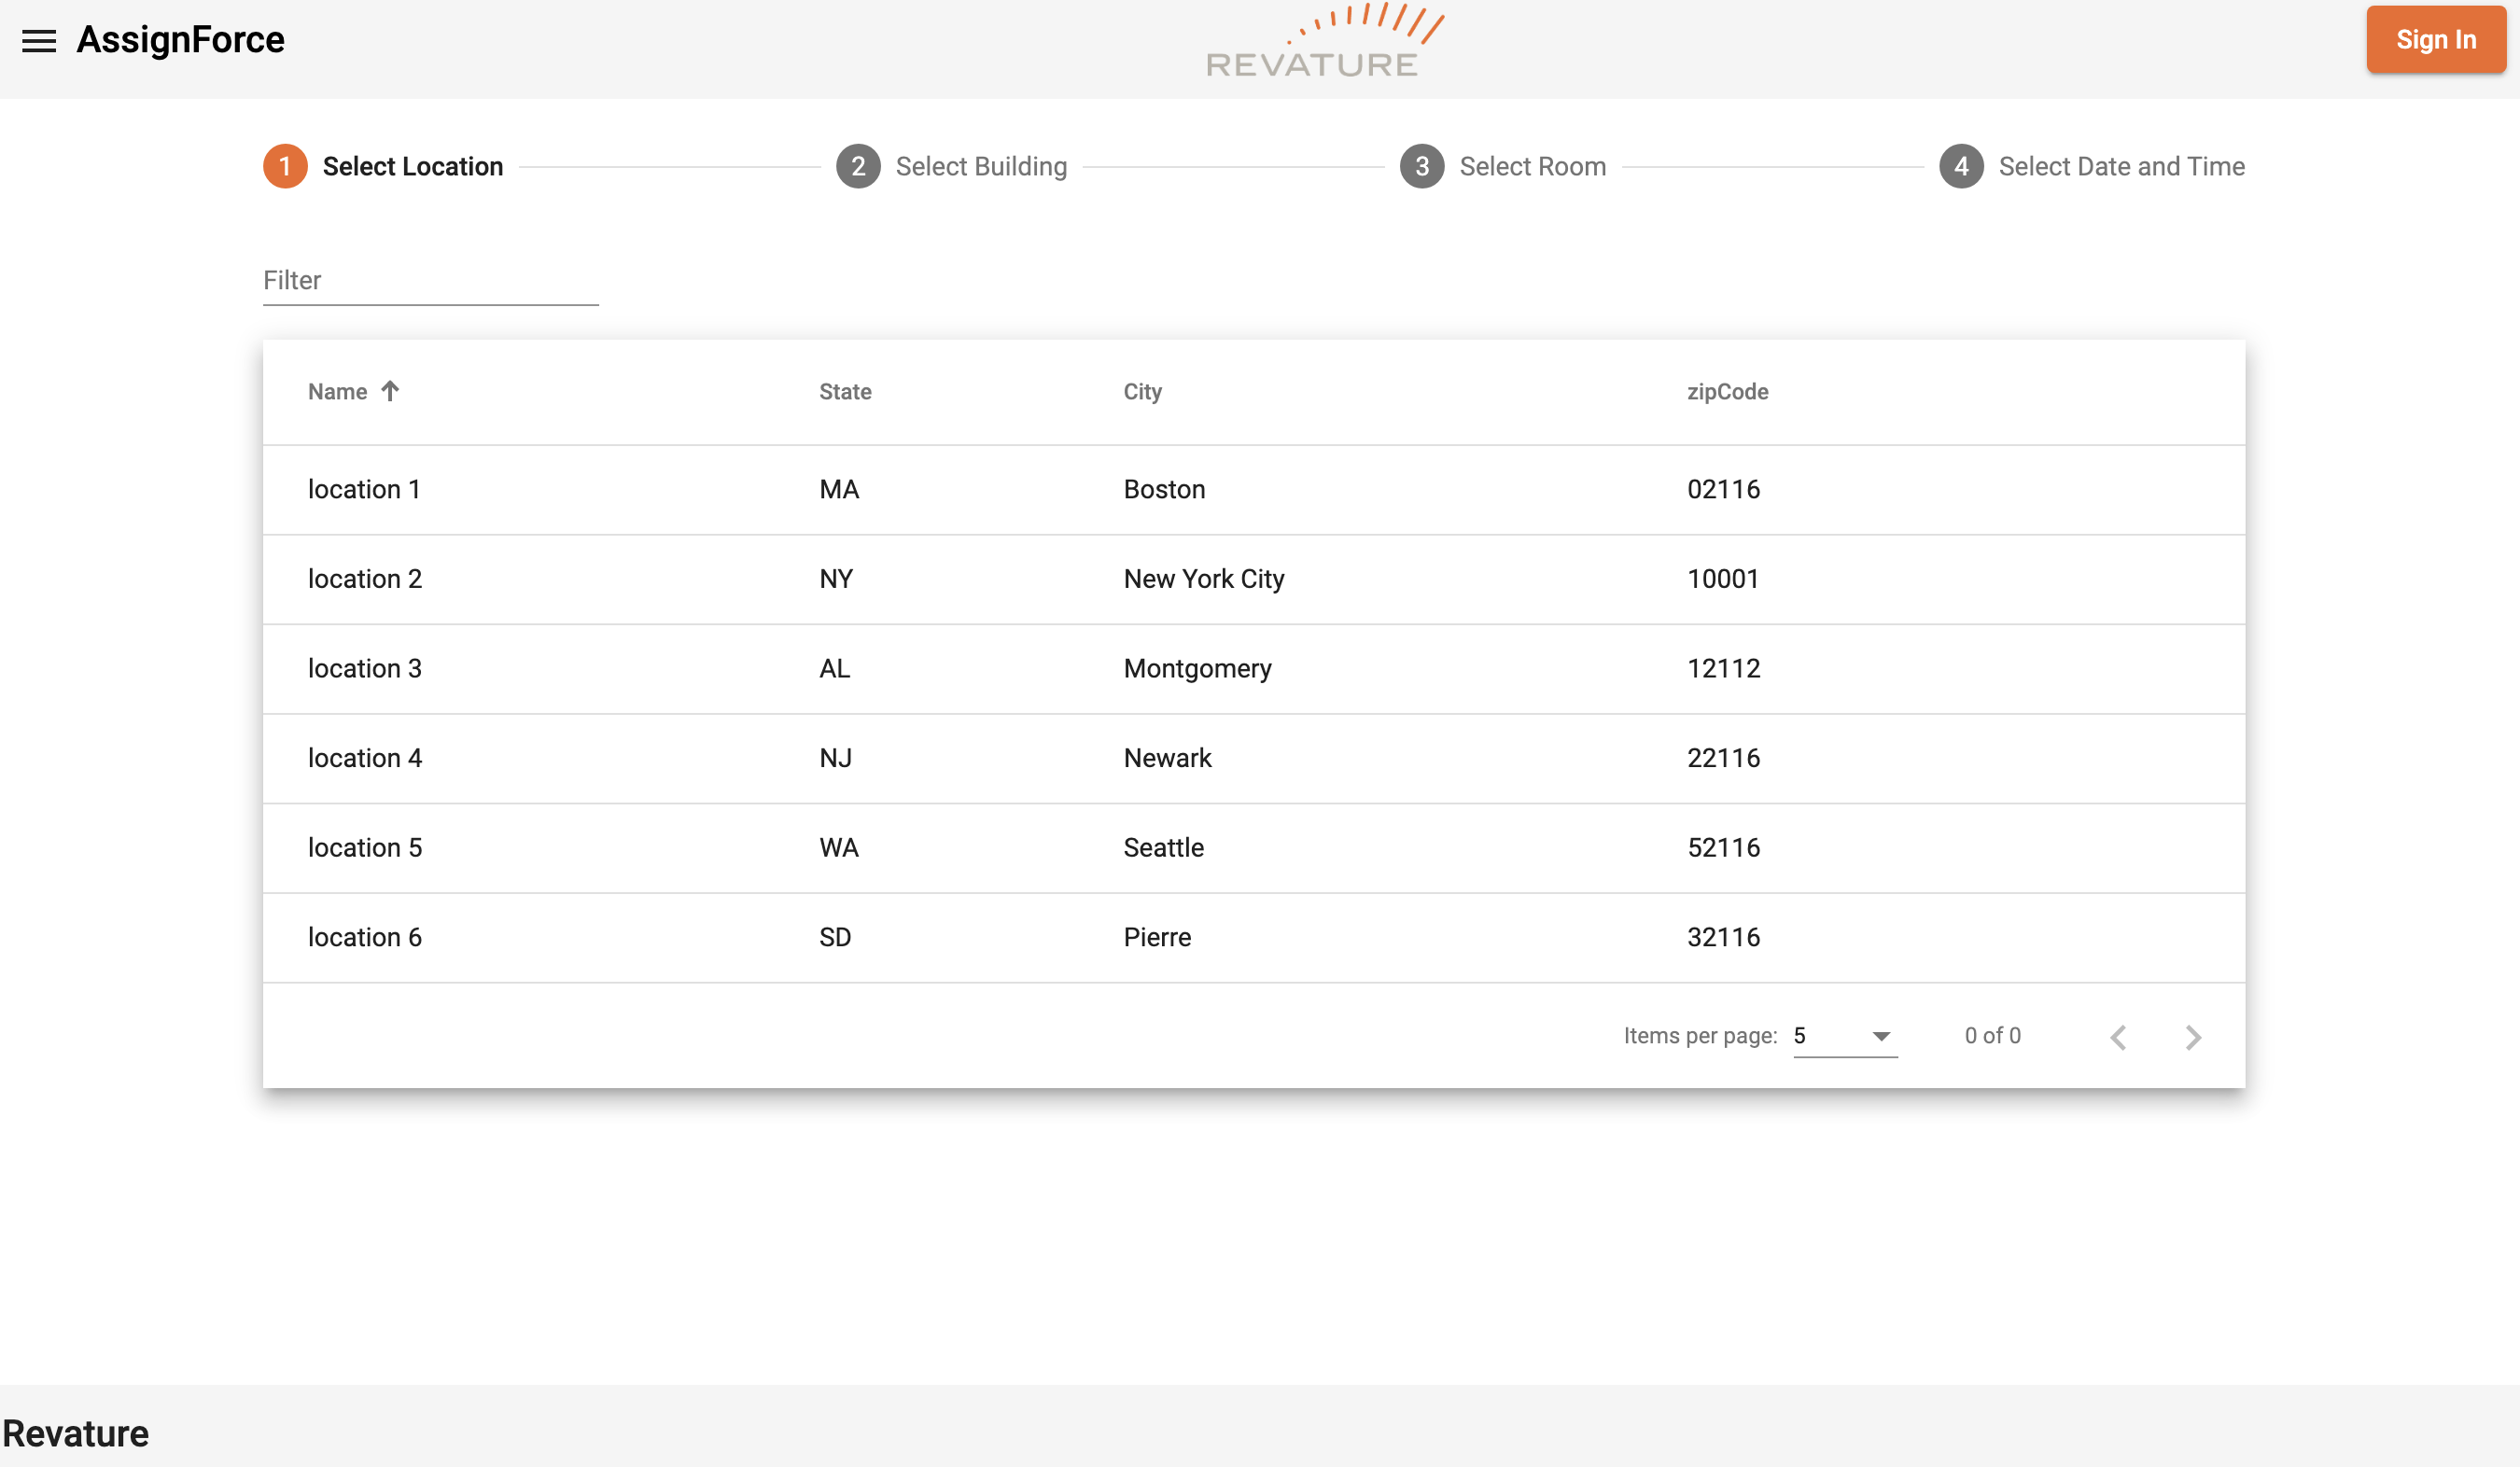 AssignForce
REVATURE
Sign In
1 Select Location
2 Select Building
3 Select Room
4 Select Date and Time
Filter
Name State City zipCode
location 1 MA Boston 02116
location 2 NY New York City 10001
location 3 AL Montgomery 12112
location 4 NJ Newark 22116
location 5 WA Seattle 52116
location 6 SD Pierre 32116
Items per page: 5 0 of 0
Revature